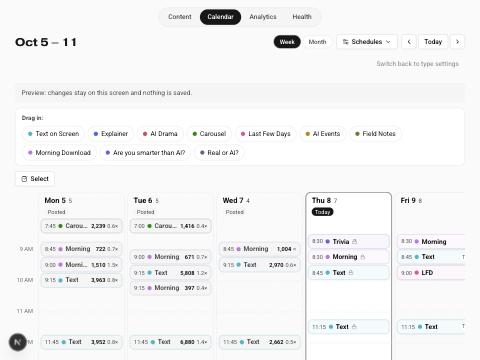 Content Calendar Analytics Health
Oct 5 – 11
Week Month Schedules Today
Switch back to type settings
Preview: changes stay on this screen and nothing is saved.
Drag in:
Text on Screen Explainer AI Drama Carousel Last Few Days AI Events Field Notes
Morning Download Are you smarter than AI? Real or AI?
Select
Mon 5 5 Tue 6 5 Wed 7 4 Thu 8 7 Fri 9 8
Posted Posted Posted Today
7:45 Carou... 2,239 0.6× 7:00 Carousel 1,416 0.4×
8:30 Trivia 8:30 Morning
9 AM 8:45 Morning 722 0.7× 8:45 Morning 1,004 =
9:00 Morning 671 0.7× 8:30 Morning 8:45 Text
9:00 Morni... 1,510 1.5× 9:15 Text 2,970 0.6×
9:15 Text 5,808 1.2× 8:45 Text 9:00 LFD
9:15 Text 3,963 0.8×
10 AM 9:15 Morning 397 0.4×
11 AM
11:15 Text 11:15 Text
11:45 Text 3,952 0.8× 11:45 Text 6,880 1.4× 11:45 Text 2,662 0.5×
N